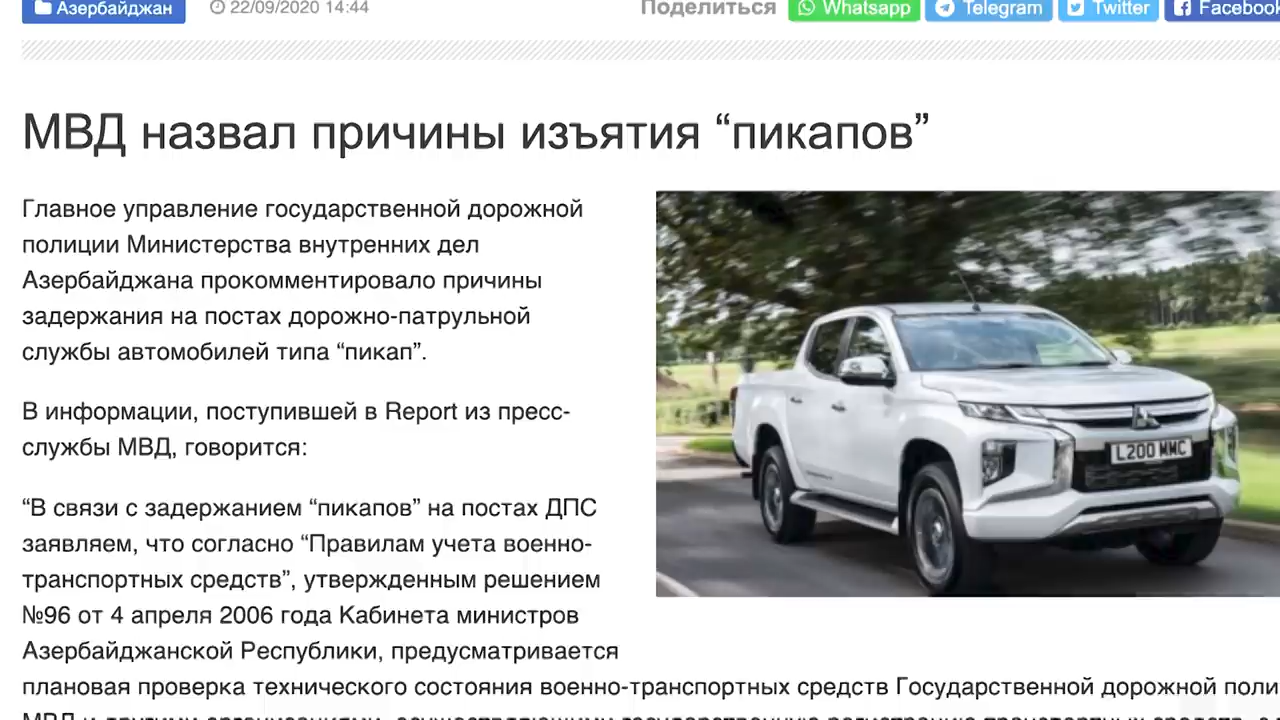 Азербайджан
22/09/2020 14:44
Поделиться
Whatsapp
Telegram
Twitter
Facebook
МВД назвал причины изъятия “пикапов”
Главное управление государственной дорожной
полиции Министерства внутренних дел
Азербайджана прокомментировало причины
задержания на постах дорожно-патрульной
службы автомобилей типа “пикап”.
В информации, поступившей в Report из пресс-
службы МВД, говорится:
“В связи с задержанием “пикапов” на постах ДПС
заявляем, что согласно “Правилам учета военно-
транспортных средств”, утвержденным решением
№96 от 4 апреля 2006 года Кабинета министров
Азербайджанской Республики, предусматривается
плановая проверка технического состояния военно-транспортных средств Государственной дорожной поли
L200 MMC